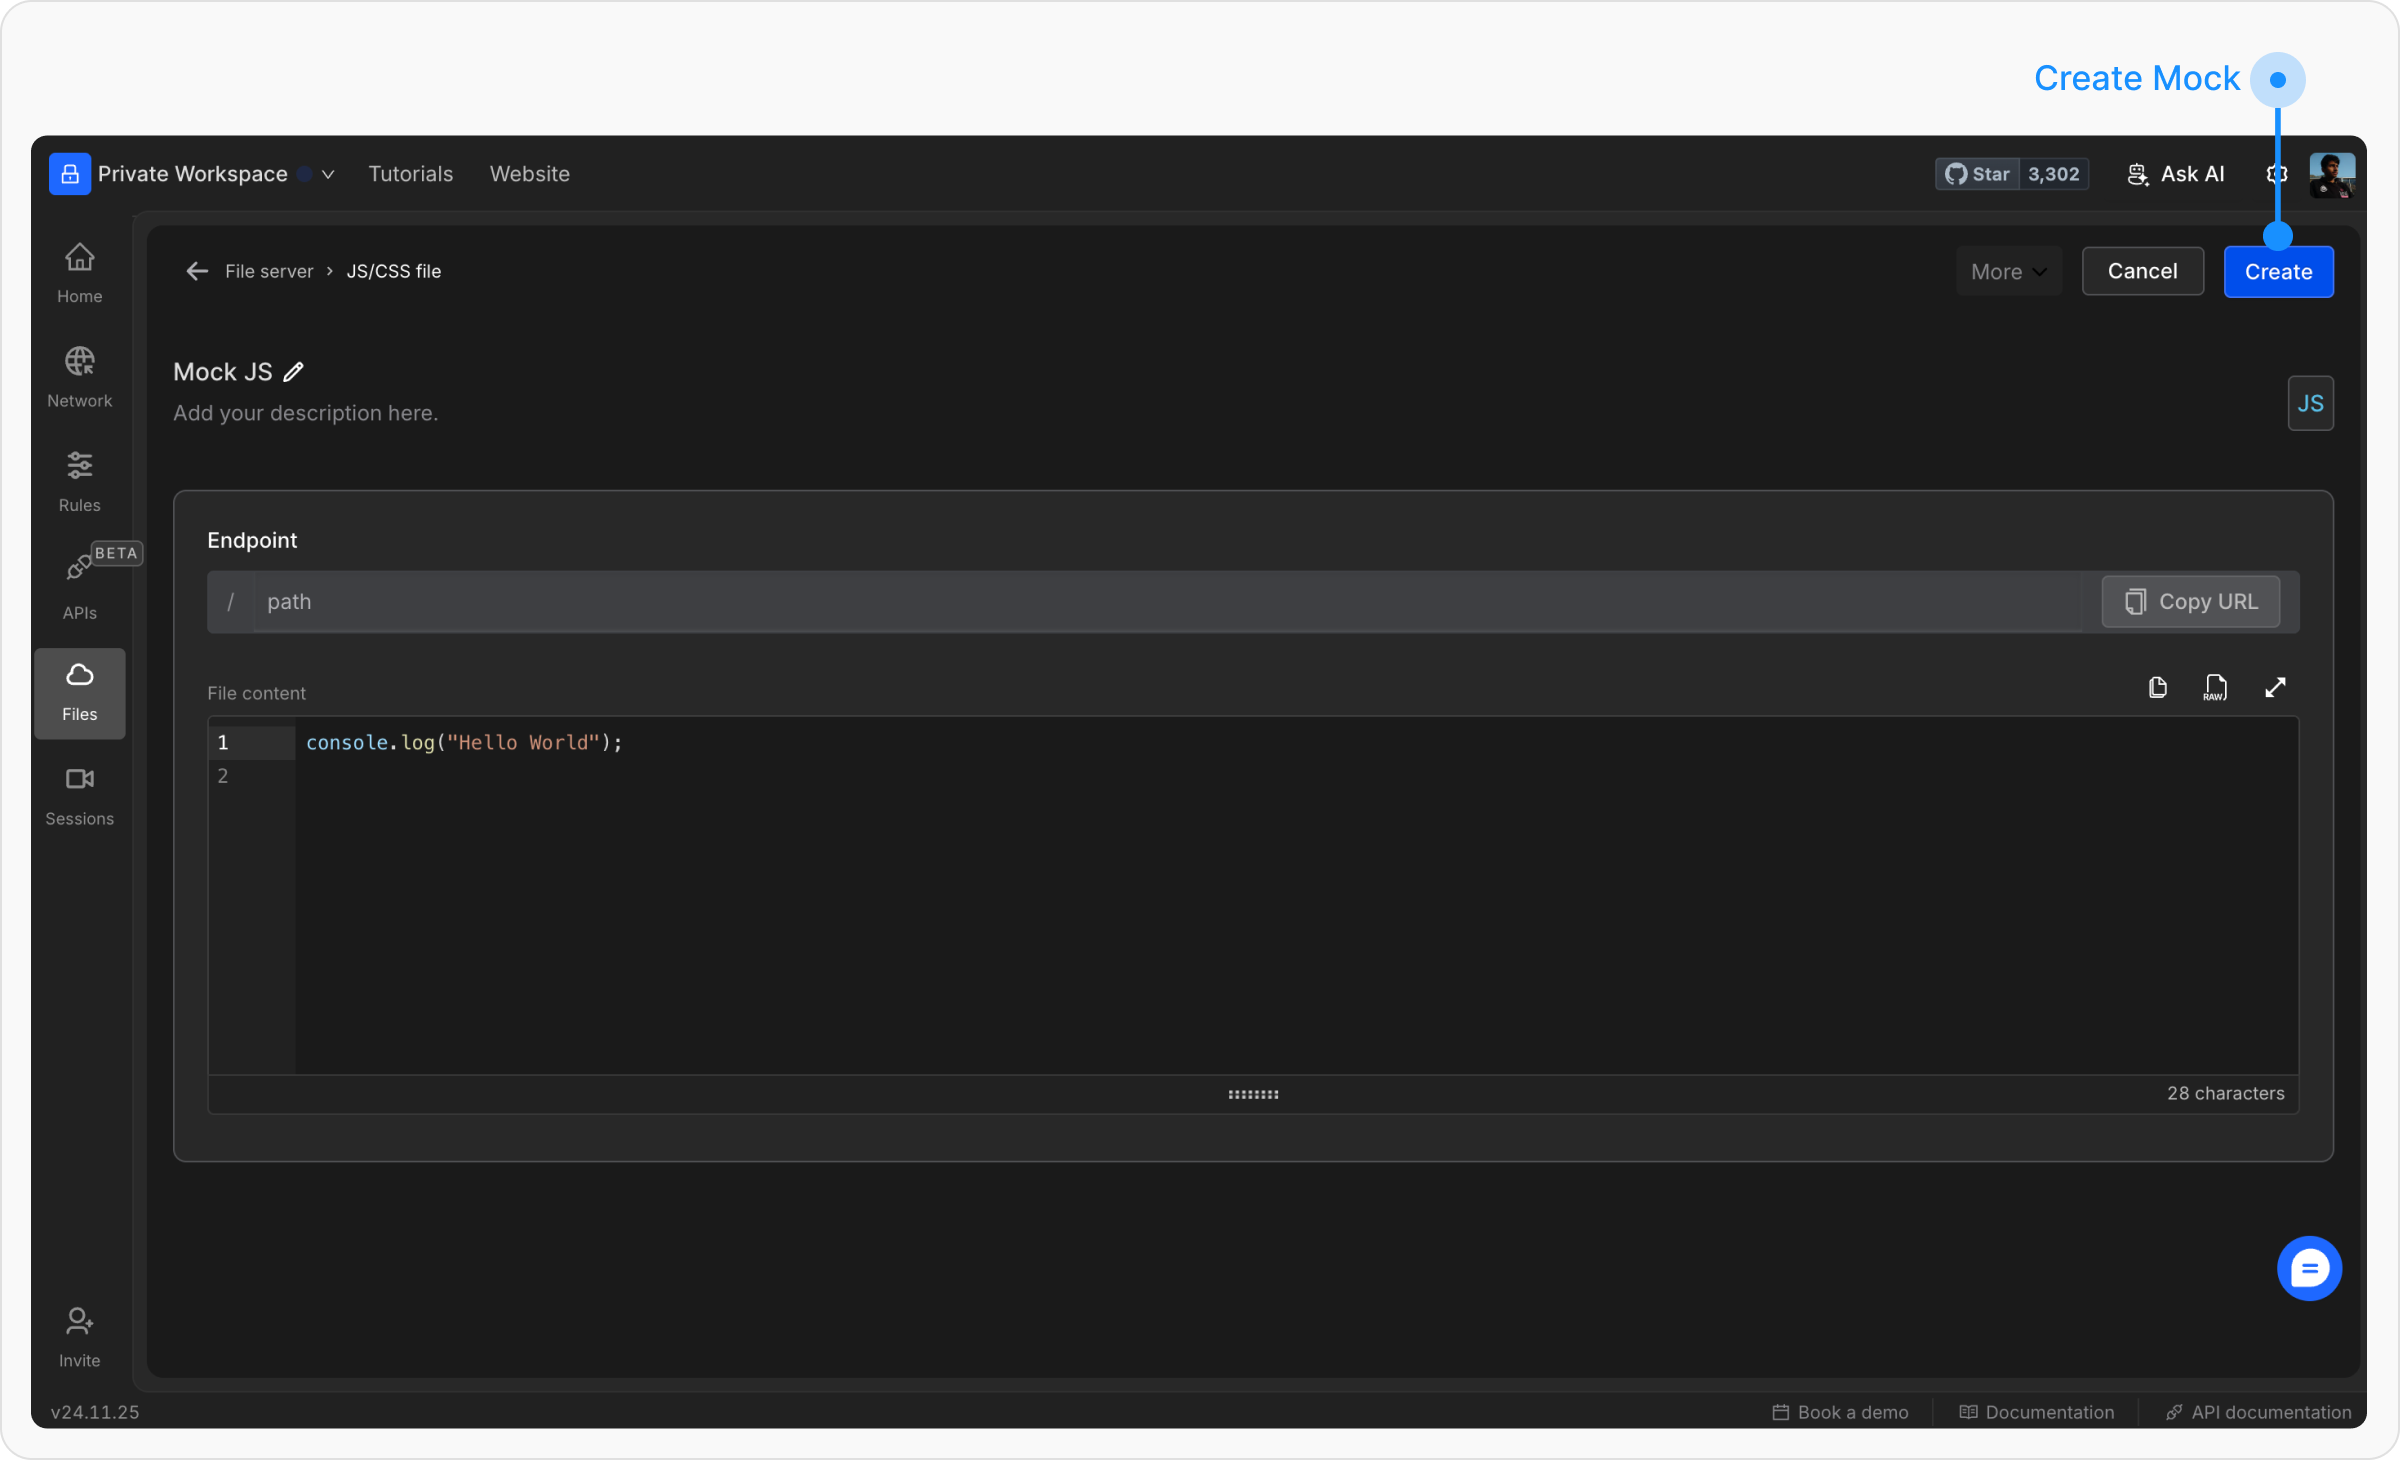 Create Mock
Private Workspace
Tutorials
Website
Star 3,302
Ask AI
File server › JS/CSS file
More
Cancel
Create
Home
Network
Rules
BETA
APIs
Files
Sessions
Invite
Mock JS
Add your description here.
JS
Endpoint
/ path
Copy URL
File content
RAW
1 console.log("Hello World");
2
28 characters
v24.11.25
Book a demo
Documentation
API documentation